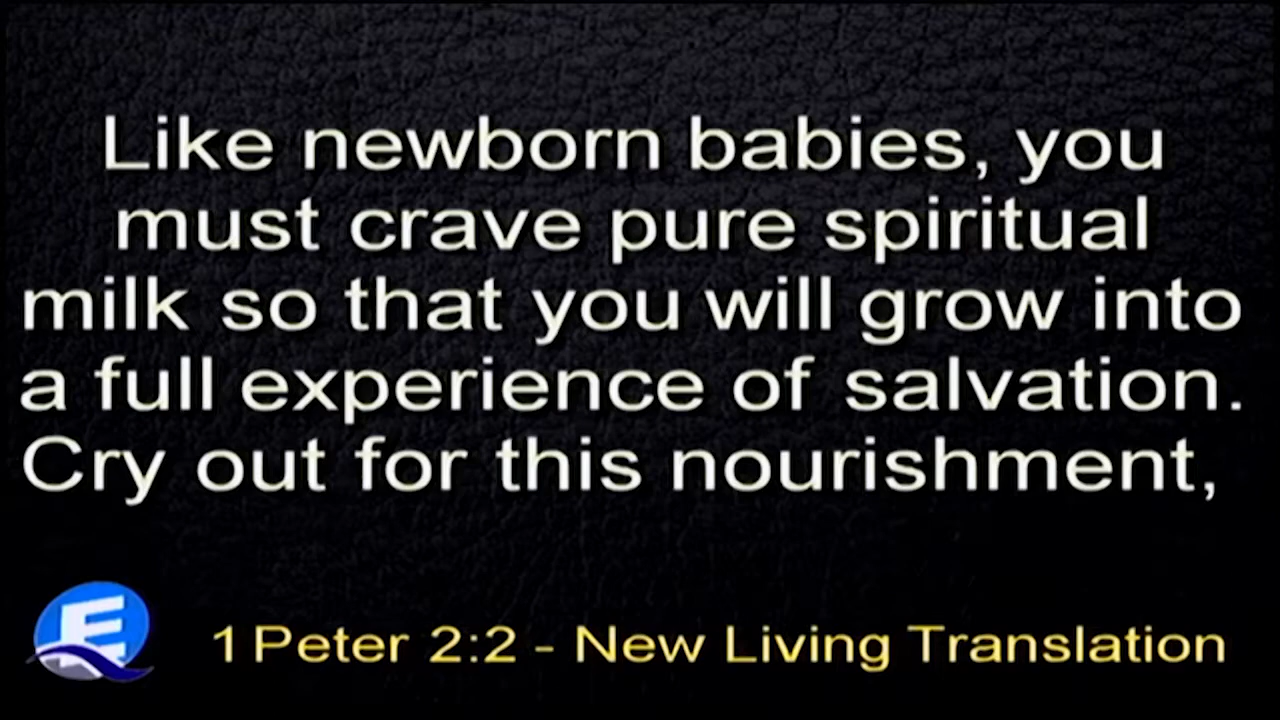 Like newborn babies, you
must crave pure spiritual
milk so that you will grow into
a full experience of salvation.
Cry out for this nourishment,
E
1 Peter 2:2 - New Living Translation